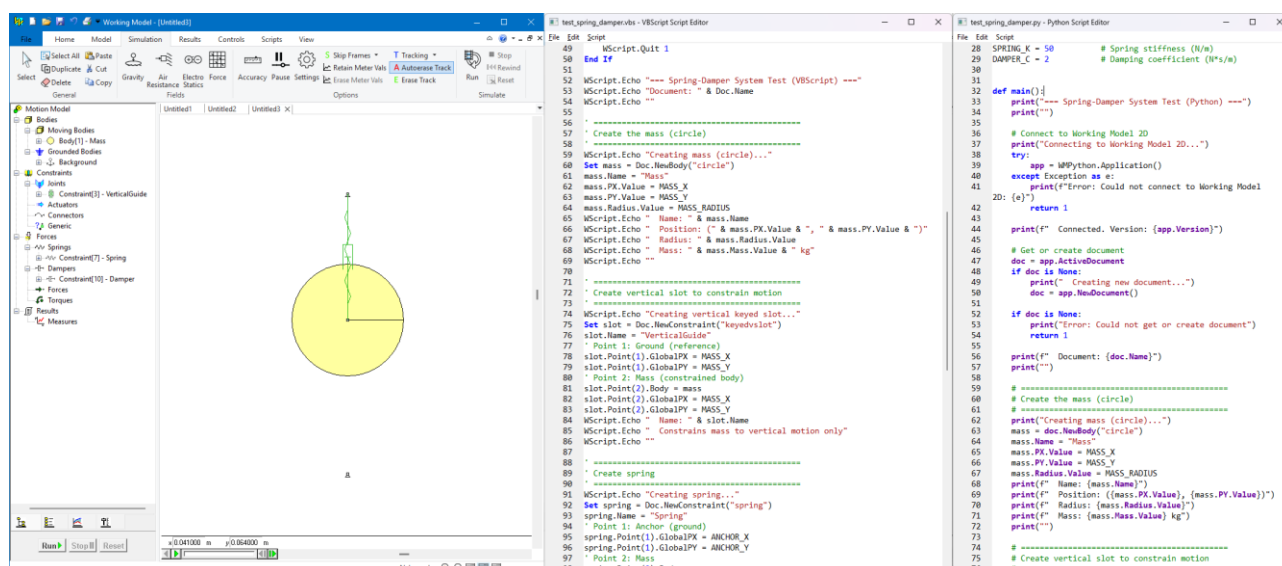 Working Model - [Untitled3]
File Home Model Simulation Results Controls Scripts View
Select All Paste
Duplicate Cut
Delete Copy
Select
General
Gravity Air Resistance Electro Statics Force
Fields
Accuracy Pause Settings
Skip Frames Tracking
Retain Meter Vals Autoerase Track
Erase Meter Vals Erase Track
Options
Run Stop
Rewind
Reset
Simulate
Motion Model
Bodies
Moving Bodies
Body[1] - Mass
Grounded Bodies
Background
Constraints
Joints
Constraint[3] - VerticalGuide
Actuators
Connectors
Generic
Forces
Springs
Constraint[7] - Spring
Dampers
Constraint[10] - Damper
Forces
Torques
Results
Measures
Run Stop Reset
Untitled1 Untitled2 Untitled3
x 0.041000 m y 0.064000 m
test_spring_damper.vbs - VBScript Script Editor
File Edit Script
49 WScript.Quit 1
50 End If
51
52 WScript.Echo "=== Spring-Damper System Test (VBScript) ==="
53 WScript.Echo "Document: " & Doc.Name
54 WScript.Echo ""
55
56 ' ============================================
57 ' Create the mass (circle)
58 ' ============================================
59 WScript.Echo "Creating mass (circle)..."
60 Set mass = Doc.NewBody("circle")
61 mass.Name = "Mass"
62 mass.PX.Value = MASS_X
63 mass.PY.Value = MASS_Y
64 mass.Radius.Value = MASS_RADIUS
65 WScript.Echo " Name: " & mass.Name
66 WScript.Echo " Position: (" & mass.PX.Value & ", " & mass.PY.Value & ")"
67 WScript.Echo " Radius: " & mass.Radius.Value
68 WScript.Echo " Mass: " & mass.Mass.Value & " kg"
69 WScript.Echo ""
70
71 ' ============================================
72 ' Create vertical slot to constrain motion
73 ' ============================================
74 WScript.Echo "Creating vertical keyed slot..."
75 Set slot = Doc.NewConstraint("keyedvslot")
76 slot.Name = "VerticalGuide"
77 ' Point 1: Ground (reference)
78 slot.Point(1).GlobalPX = MASS_X
79 slot.Point(1).GlobalPY = MASS_Y
80 ' Point 2: Mass (constrained body)
81 slot.Point(2).Body = mass
82 slot.Point(2).GlobalPX = MASS_X
83 slot.Point(2).GlobalPY = MASS_Y
84 WScript.Echo " Name: " & slot.Name
85 WScript.Echo " Constrains mass to vertical motion only"
86 WScript.Echo ""
87
88 ' ============================================
89 ' Create spring
90 ' ============================================
91 WScript.Echo "Creating spring..."
92 Set spring = Doc.NewConstraint("spring")
93 spring.Name = "Spring"
94 ' Point 1: Anchor (ground)
95 spring.Point(1).GlobalPX = ANCHOR_X
96 spring.Point(1).GlobalPY = ANCHOR_Y
97 ' Point 2: Mass
test_spring_damper.py - Python Script Editor
File Edit Script
28 SPRING_K = 50 # Spring stiffness (N/m)
29 DAMPER_C = 2 # Damping coefficient (N*s/m)
30
31
32 def main():
33 print("=== Spring-Damper System Test (Python) ===")
34 print("")
35
36 # Connect to Working Model 2D
37 print("Connecting to Working Model 2D...")
38 try:
39 app = WMPython.Application()
40 except Exception as e:
41 print(f"Error: Could not connect to Working Model
2D: {e}")
42 return 1
43
44 print(f" Connected. Version: {app.Version}")
45
46 # Get or create document
47 doc = app.ActiveDocument
48 if doc is None:
49 print(" Creating new document...")
50 doc = app.NewDocument()
51
52 if doc is None:
53 print("Error: Could not get or create document")
54 return 1
55
56 print(f" Document: {doc.Name}")
57 print("")
58
59 # ============================================
60 # Create the mass (circle)
61 # ============================================
62 print("Creating mass (circle)...")
63 mass = doc.NewBody("circle")
64 mass.Name = "Mass"
65 mass.PX.Value = MASS_X
66 mass.PY.Value = MASS_Y
67 mass.Radius.Value = MASS_RADIUS
68 print(f" Name: {mass.Name}")
69 print(f" Position: ({mass.PX.Value}, {mass.PY.Value})")
70 print(f" Radius: {mass.Radius.Value}")
71 print(f" Mass: {mass.Mass.Value} kg")
72 print("")
73
74 # ============================================
75 # Create vertical slot to constrain motion